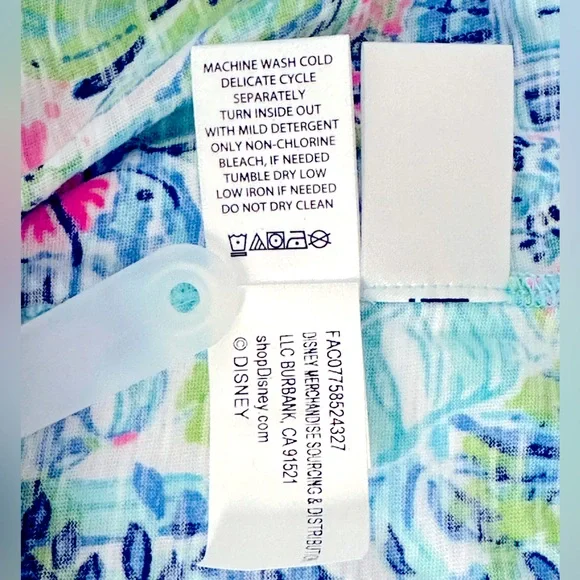 MACHINE WASH COLD
DELICATE CYCLE
SEPARATELY
TURN INSIDE OUT
WITH MILD DETERGENT
ONLY NON-CHLORINE
BLEACH, IF NEEDED
TUMBLE DRY LOW
LOW IRON IF NEEDED
DO NOT DRY CLEAN
FAC07758524327
DISNEY MERCHANDISE SOURCING & DISTRIBUTION
LLC BURBANK, CA 91521
shopDisney.com
© DISNEY